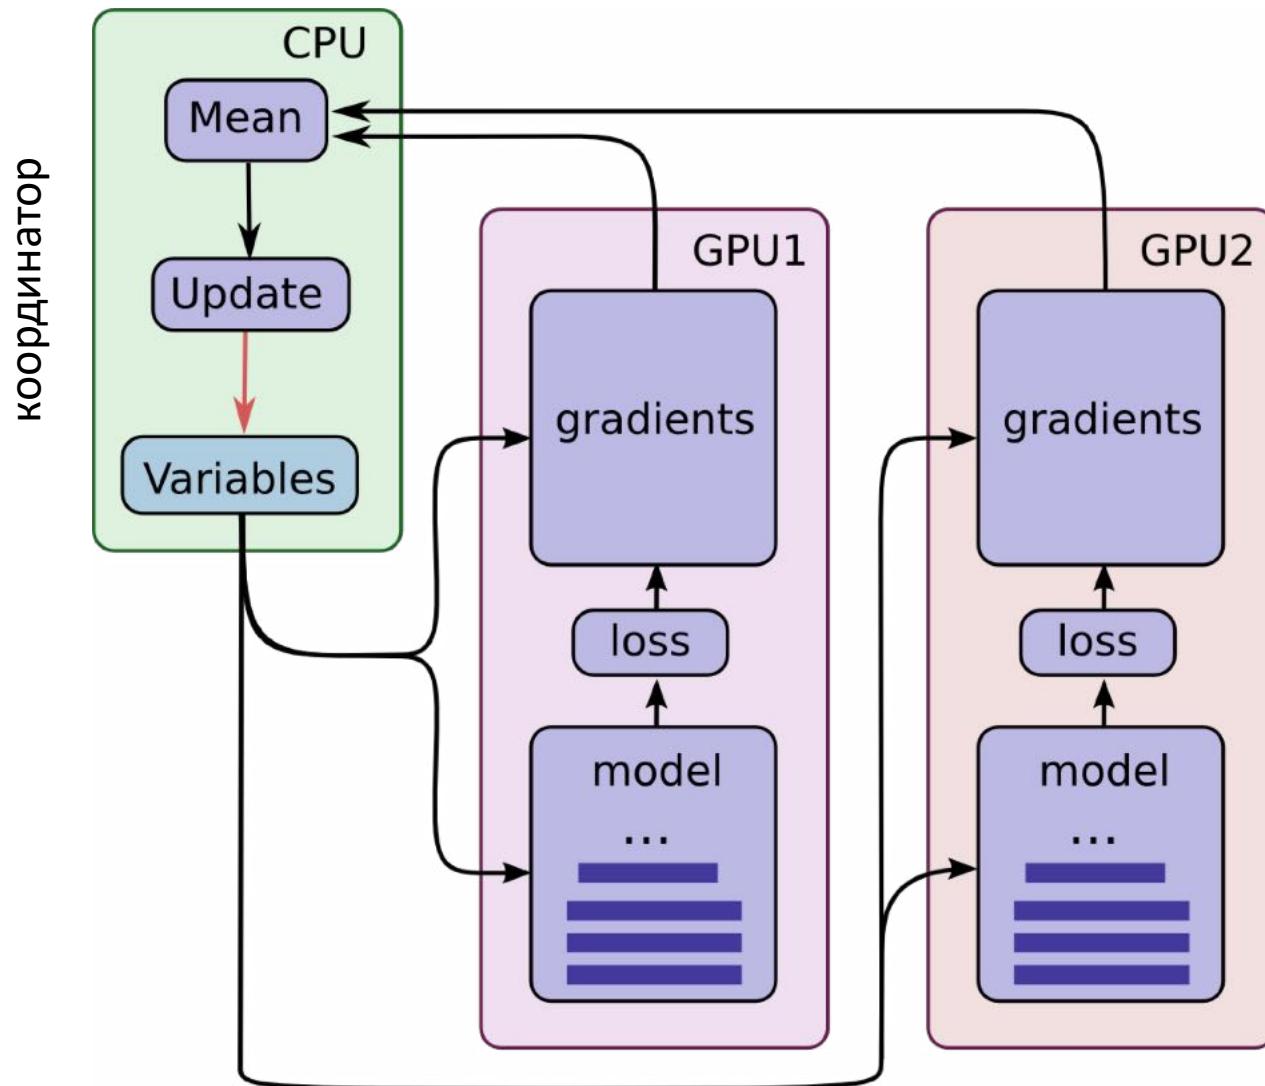 координатор
CPU
Mean
Update
Variables
GPU1
gradients
loss
model
...
GPU2
gradients
loss
model
...